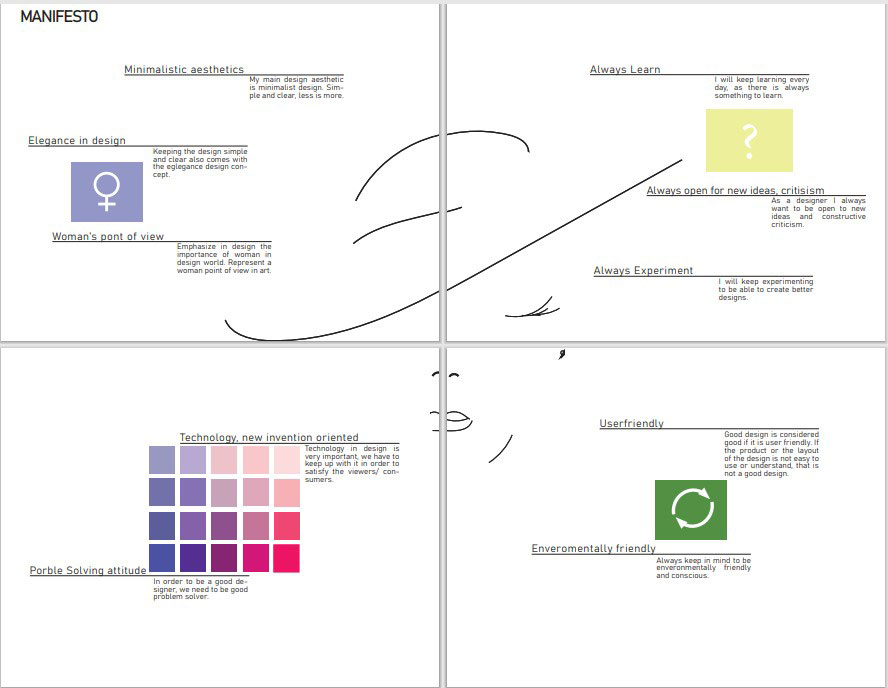 MANIFESTO
Minimalistic aesthetics
My main design aesthetic
is minimalist design. Sim-
ple and clear, less is more.
Elegance in design
Keeping the design simple
and clear also comes with
the eglegance design con-
cept.
Woman's pont of view
Emphasize in design the
importance of woman in
design world. Represent a
woman point of view in art.
Always Learn
I will keep learning every
day, as there is always
something to learn.
?
Always open for new ideas, critisism
As a designer I always
want to be open to new
ideas and constructive
criticism.
Always Experiment
I will keep experimenting
to be able to create better
designs.
Technology, new invention oriented
Technology in design is
very important, we have to
keep up with it in order to
satisfy the viewers/ con-
sumers.
Porble Solving attitude
In order to be a good de-
signer, we need to be good
problem solver.
Userfriendly
Good design is considered
good if it is user friendly. If
the product or the layout
of the design is not easy to
use or understand, that is
not a good design.
Enveromentally friendly
Always keep in mind to be
enveronmentally friendly
and conscious.